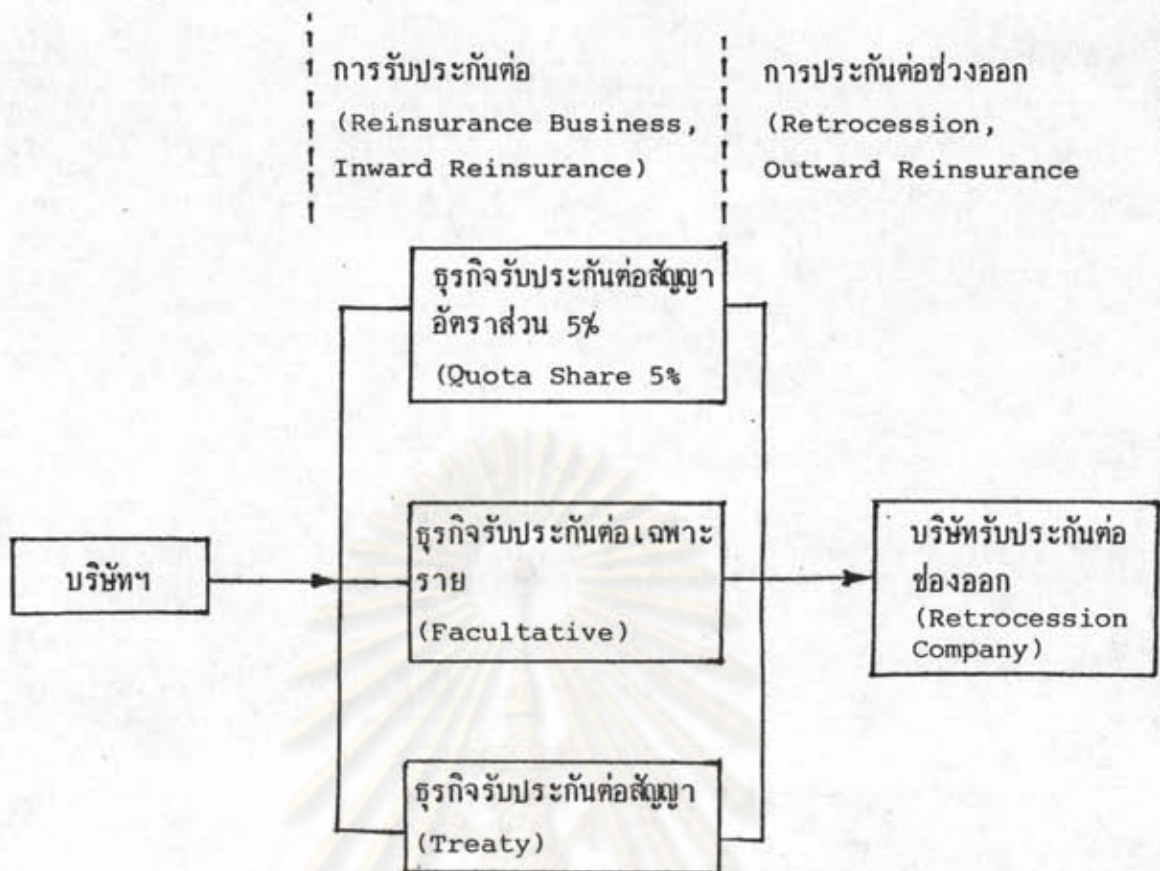 การรับประกันต่อ
(Reinsurance Business,
Inward Reinsurance)
การประกันต่อช่วงออก
(Retrocession,
Outward Reinsurance
ธุรกิจรับประกันต่อสัญญา
อัตราส่วน 5%
(Quota Share 5%
บริษัทฯ
ธุรกิจรับประกันต่อเฉพาะ
ราย
(Facultative)
บริษัทรับประกันต่อ
ช่องออก
(Retrocession
Company)
ธุรกิจรับประกันต่อสัญญา
(Treaty)